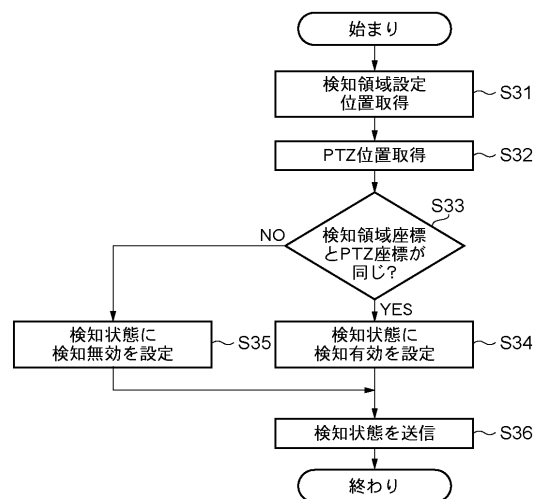 始まり
検知領域設定
位置取得
S31
PTZ位置取得
S32
S33
検知領域座標
とPTZ座標が
同じ?
NO
YES
検知状態に
検知無効を設定
S35
検知状態に
検知有効を設定
S34
検知状態を送信
S36
終わり